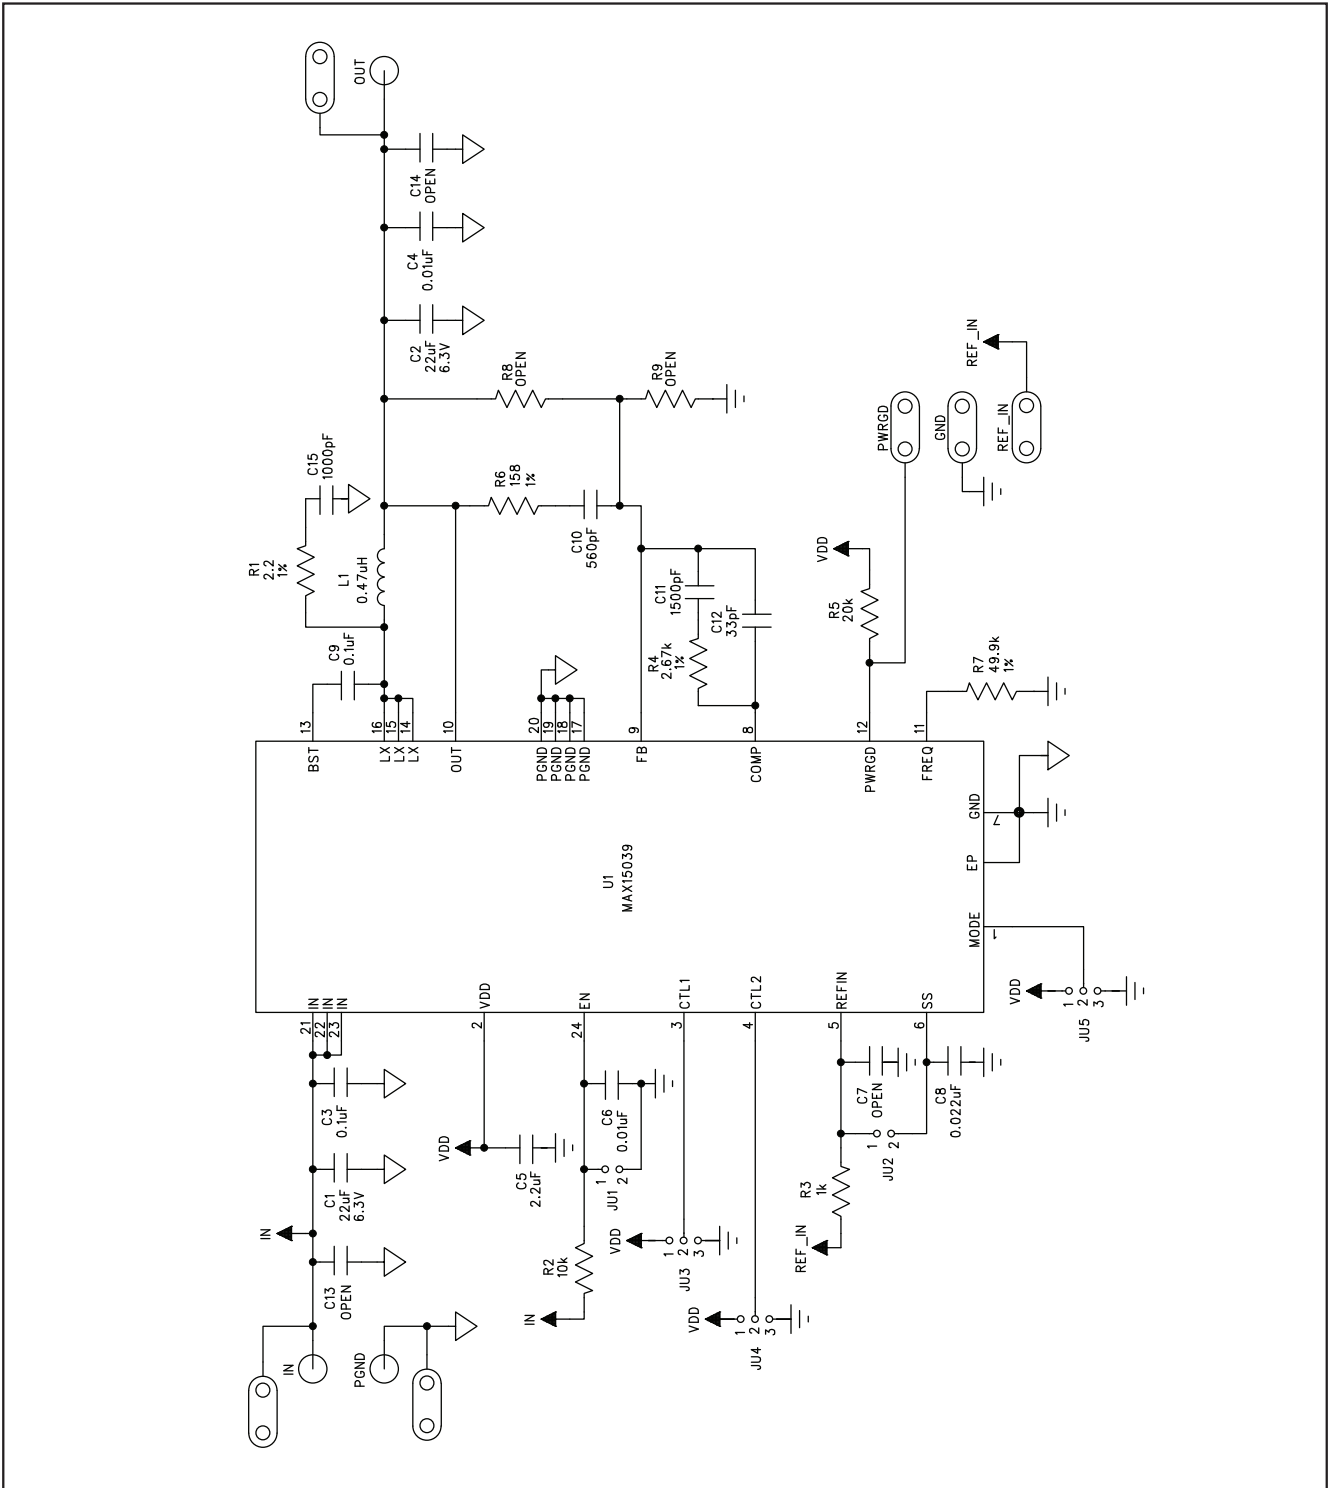 IN
PGND
C13
OPEN
IN
C1
22uF
6.3V
C3
0.1uF
21
22
23
IN
IN
IN
VDD
C5
2.2uF
2
VDD
IN
R2
10k
1
2
JU1
C6
0.01uF
24
EN
VDD
1
2
3
JU3
3
CTL1
VDD
1
2
3
JU4
4
CTL2
REF_IN
R3
1k
1
2
JU2
C7
OPEN
5
REFIN
C8
0.022uF
6
SS
VDD
1
2
3
JU5
1
MODE
U1
MAX15039
EP
GND
7
BST
13
LX
LX
LX
16
15
14
OUT
10
PGND
PGND
PGND
PGND
20
19
18
17
FB
9
COMP
8
PWRGD
12
FREQ
11
C9
0.1uF
R1
2.2
1%
L1
0.47uH
C15
1000pF
R6
158
1%
C10
560pF
R8
OPEN
R9
OPEN
R4
2.67k
1%
C11
1500pF
C12
33pF
R5
20k
VDD
R7
49.9k
1%
PWRGD
GND
REF_IN
REF_IN
C2
22uF
6.3V
C4
0.01uF
C14
OPEN
OUT